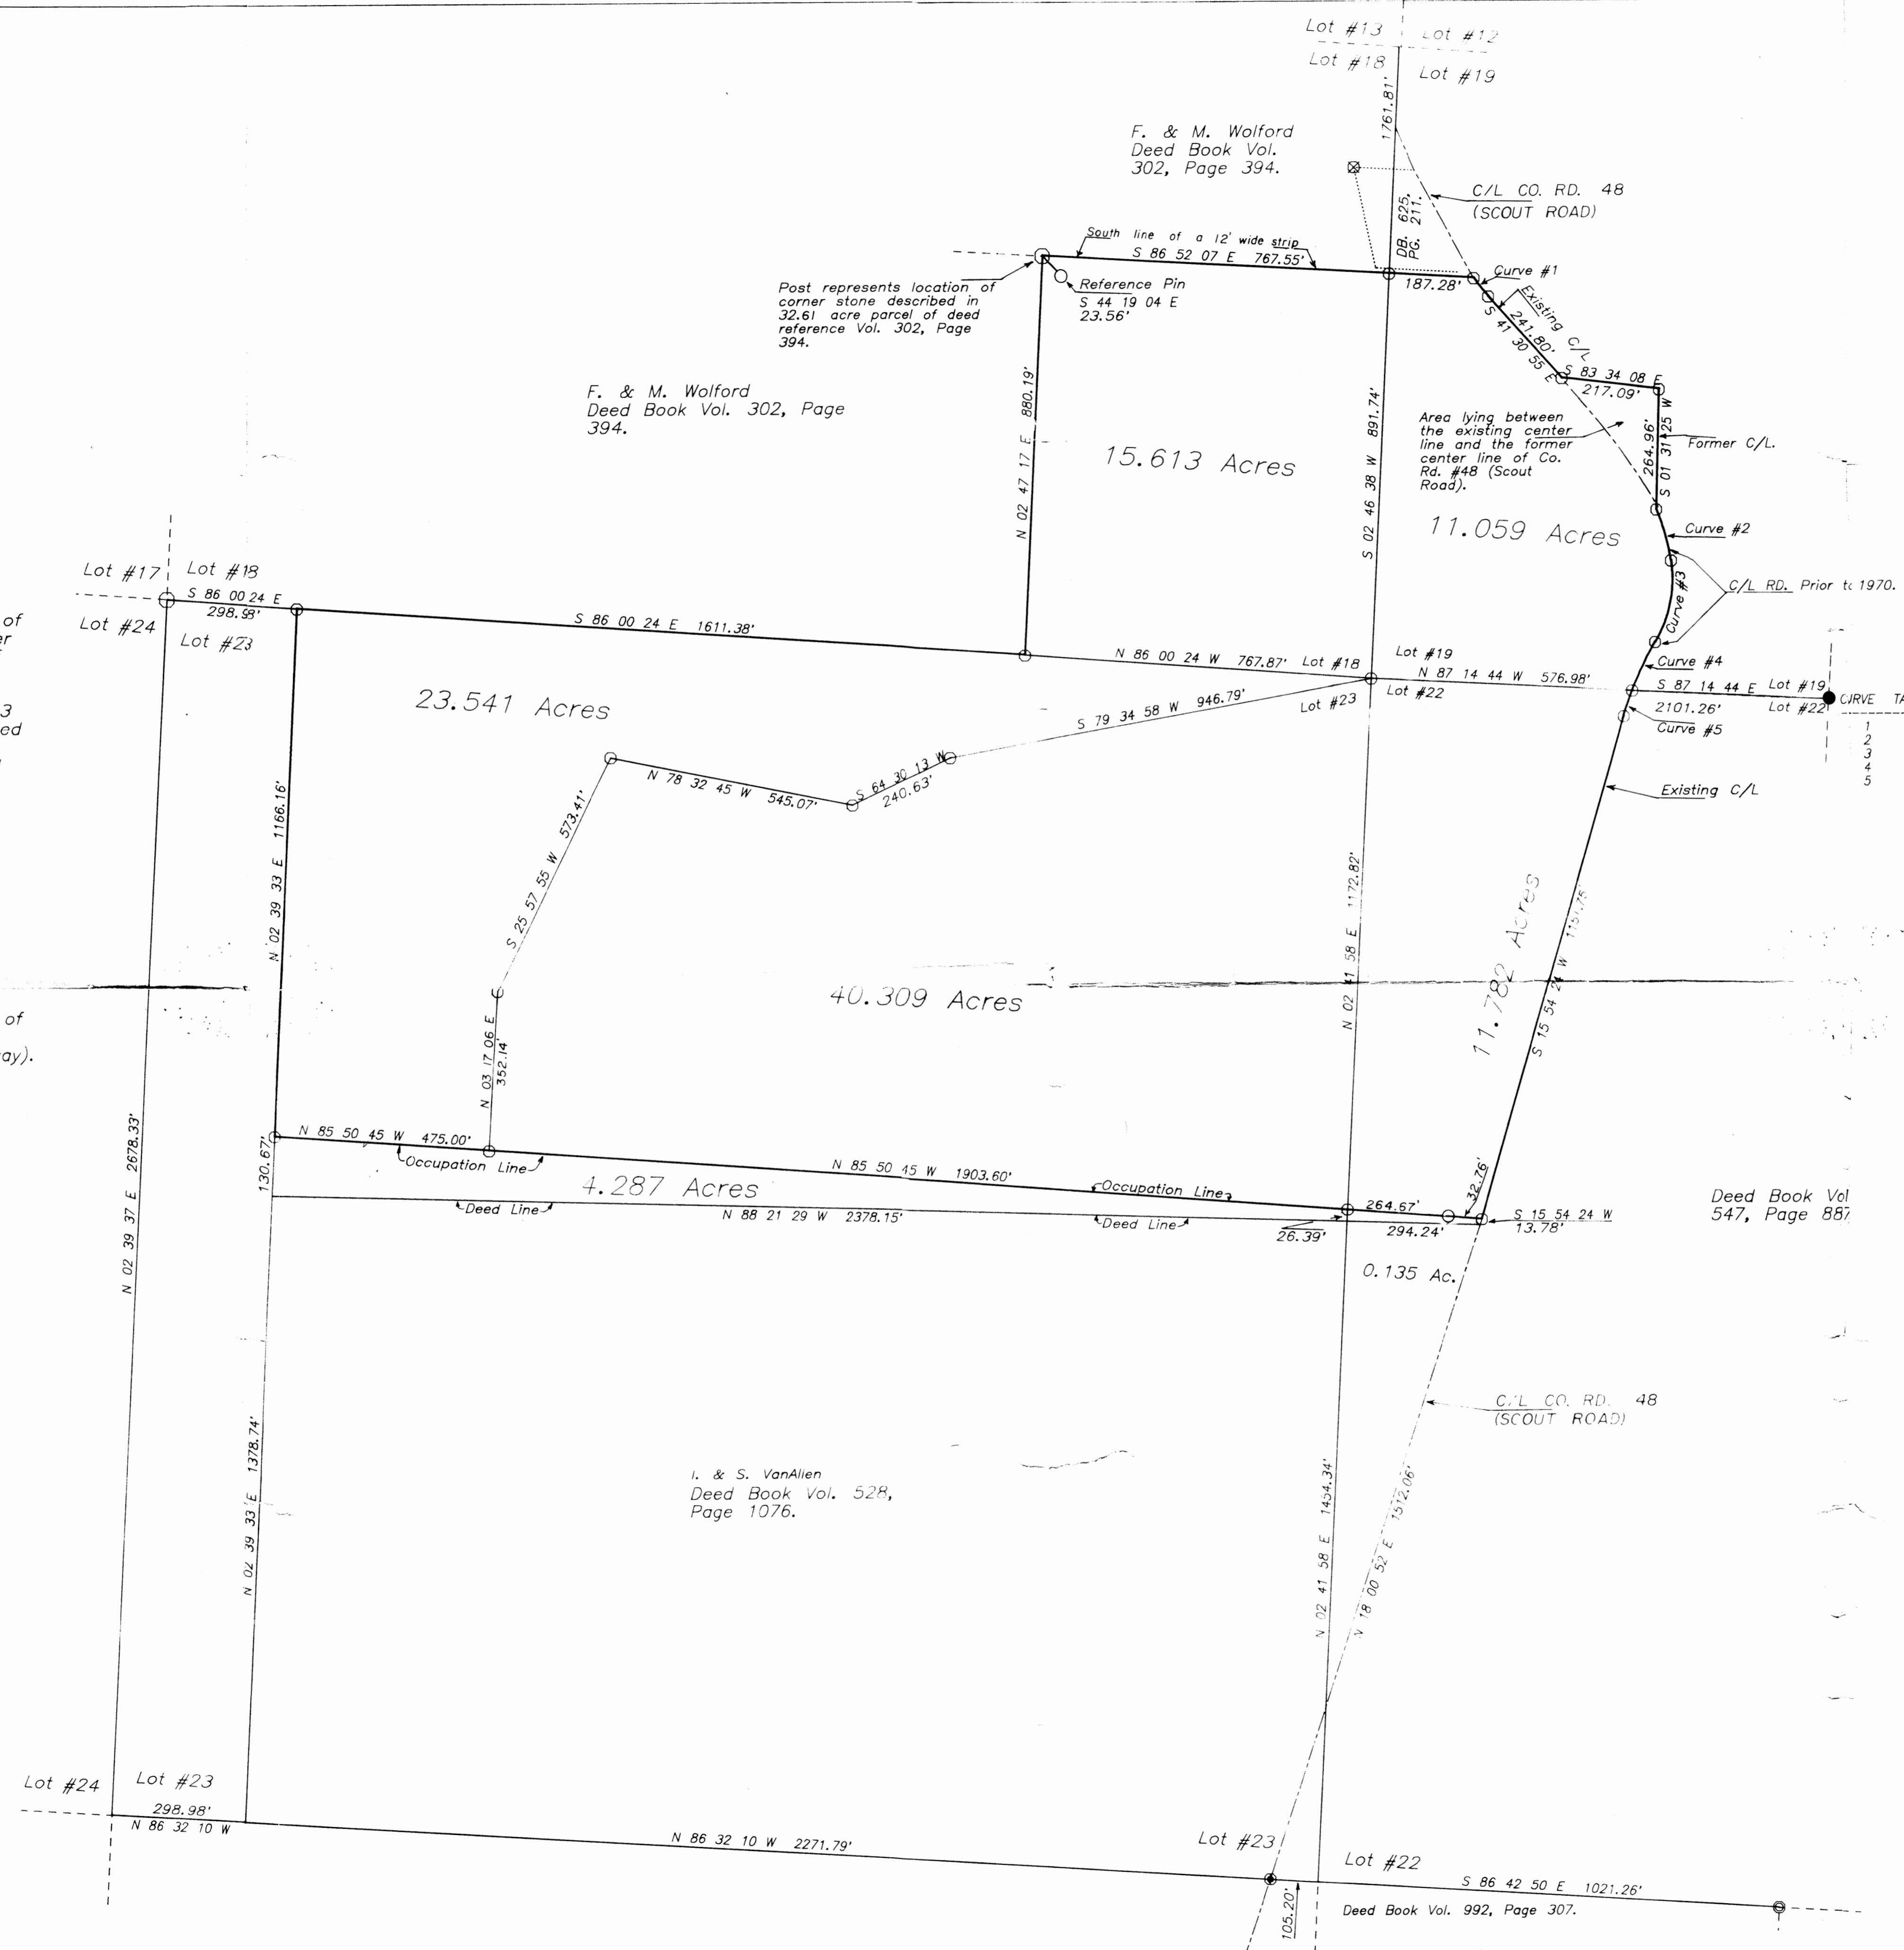 Lot #13
Lot #12
Lot #18
Lot #19
1761.81'
F. & M. Wolford
Deed Book Vol.
302, Page 394.
C/L CO. RD. 48
(SCOUT ROAD)
DB. 625,
PG. 211.
South line of a 12' wide strip
S 86 52 07 E 767.55'
187.28'
Curve #1
Reference Pin
S 44 19 04 E
23.56'
Post represents location of
corner stone described in
32.61 acre parcel of deed
reference Vol. 302, Page
394.
Existing C/L
241.80'
S 41 30 55 E
S 83 34 08 E
217.09'
F. & M. Wolford
Deed Book Vol. 302, Page
394.
N 02 47 17 E 880.19'
15.613 Acres
S 02 46 38 W 891.74'
Area lying between
the existing center
line and the former
center line of Co.
Rd. #48 (Scout
Road).
264.96'
S 01 31 25 W
Former C/L.
11.059 Acres
Curve #2
C/L RD. Prior to 1970.
Curve #3
Lot #17
Lot #18
S 86 00 24 E
298.98'
Lot #24
Lot #23
of
S 86 00 24 E 1611.38'
N 86 00 24 W 767.87'
Lot #18
Lot #19
N 87 14 44 W 576.98'
Curve #4
S 87 14 44 E
Lot #19
2101.26'
Lot #22
Curve #5
Lot #23
Lot #22
CURVE TA
1
2
3
4
5
3
ed
23.541 Acres
S 79 34 58 W 946.79'
S 64 30 13 W
240.63'
N 78 32 45 W 545.07'
S 25 57 55 W 573.41'
N 02 39 33 E 1166.16'
Existing C/L
N 02 41 58 E 1172.82'
11.782 Acres
S 15 54 24 W 1151.75'
40.309 Acres
of
ay).
N 03 17 06 E
352.14'
N 02 39 37 E 2678.33'
130.67'
N 85 50 45 W 475.00'
Occupation Line
N 85 50 45 W 1903.60'
Occupation Line
4.287 Acres
Deed Line
N 88 21 29 W 2378.15'
Deed Line
264.67'
32.76'
26.39'
294.24'
S 15 54 24 W
13.78'
0.135 Ac.
Deed Book Vol
547, Page 887
C/L CO. RD. 48
(SCOUT ROAD)
N 02 39 33 E 1378.74'
I. & S. VanAllen
Deed Book Vol. 528,
Page 1076.
N 02 41 58 E 1454.34'
N 18 00 52 E 1512.06'
Lot #24
Lot #23
298.98'
N 86 32 10 W
N 86 32 10 W 2271.79'
Lot #23
Lot #22
S 86 42 50 E 1021.26'
105.20'
Deed Book Vol. 992, Page 307.